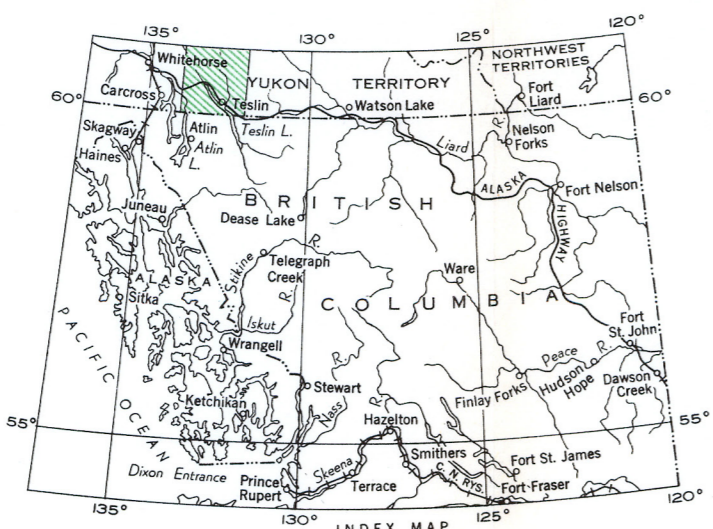 135°
130°
125°
120°
NORTHWEST
TERRITORIES
Whitehorse
YUKON TERRITORY
Fort
Liard
Carcross
60°
Teslin
Watson Lake
60°
Skagway
Atlin
Teslin L.
Liard
R.
Nelson
Forks
Haines
Atlin
L.
ALASKA
HIGHWAY
Fort Nelson
BRITISH
Juneau
Dease Lake
R.
Telegraph
Creek
Stikine
Ware
ALASKA
Sitka
R.
COLUMBIA
Iskut
Fort
St. John
Wrangell
PACIFIC OCEAN
R.
Peace R.
Stewart
Finlay Forks
Hudson
Hope
Dawson
Creek
Ketchikan
Nass
R.
55°
Hazelton
55°
Dixon Entrance
Skeena
Smithers
Fort St. James
C. N. RYS.
Prince
Rupert
Terrace
Fort Fraser
135°
130°
125°
INDEX MAP